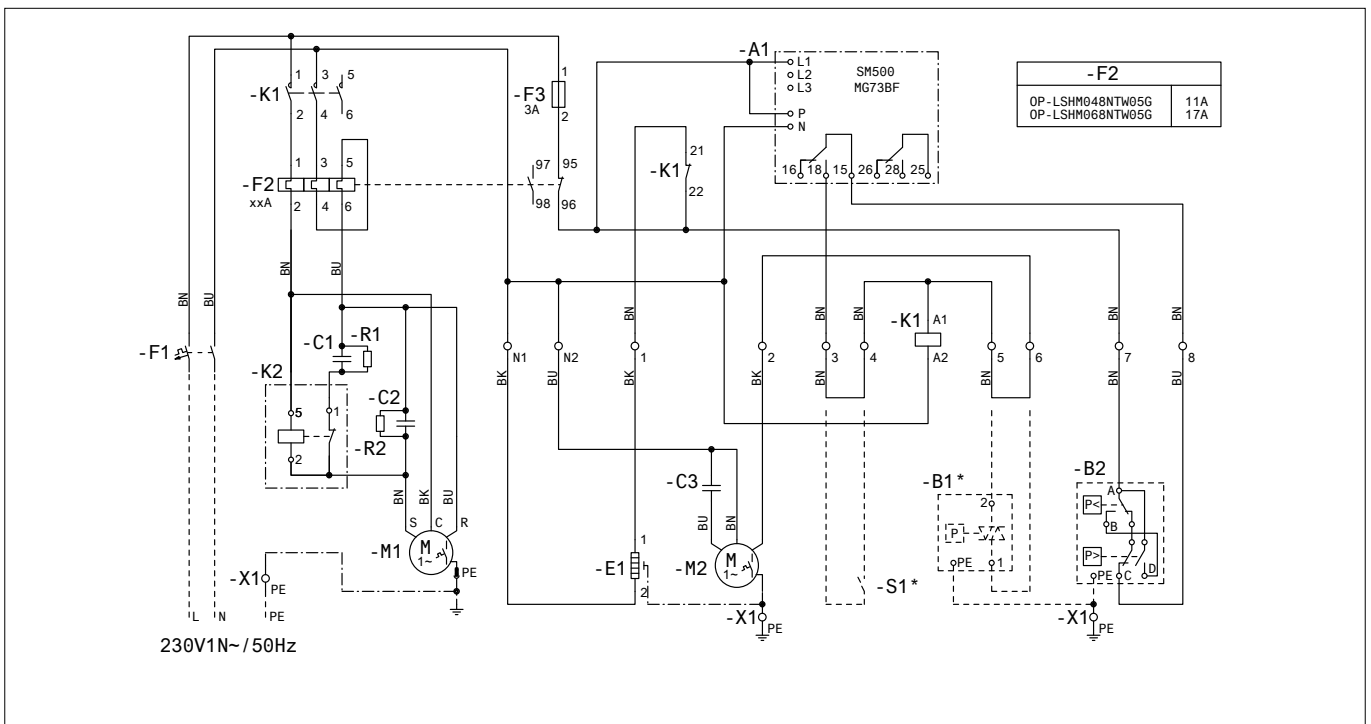 -K1
1
3
5
2
4
6
-F3
3A
1
2
-A1
L1
L2
L3
P
N
SM500
MG73BF
16
18
15
26
28
25
-F2
OP-LSHM048NTW05G 11A
OP-LSHM068NTW05G 17A
-F2
xxA
1
3
5
2
4
6
97
95
98
96
-K1
21
22
BN
BU
BN
BU
-F1
-K2
5
2
1
-C1
-R1
-C2
-R2
BN
BK
BU
S
C
R
-M1
M
1~
PE
-X1
PE
L
N
PE
230V1N~/50Hz
N1
BK
N2
BU
BN
1
BK
-E1
1
2
-C3
BU
BN
-M2
M
1~
2
BK
-X1
PE
BN
3
BN
BN
4
-S1*
-K1
A1
A2
BN
5
6
-B1*
2
P
PE
1
BN
7
BN
BN
8
BU
-B2
A
P<
B
P>
PE
C
D
-X1
PE